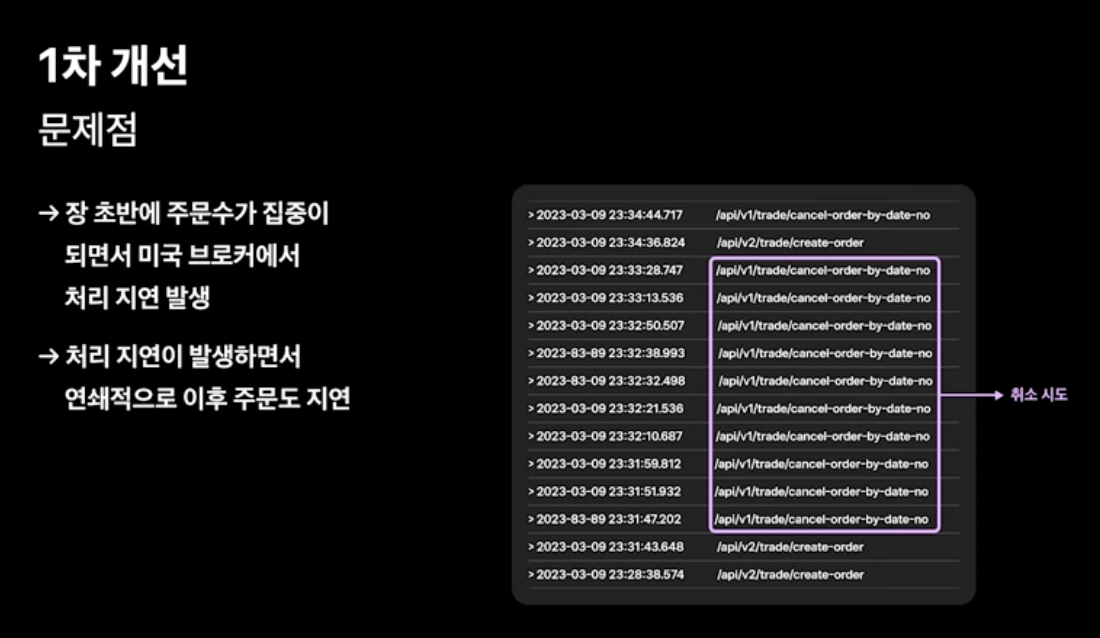 1차 개선
문제점
→ 장 초반에 주문수가 집중이
되면서 미국 브로커에서
처리 지연 발생
→ 처리 지연이 발생하면서
연쇄적으로 이후 주문도 지연
> 2023-03-09 23:34:44.717 /api/v1/trade/cancel-order-by-date-no
> 2023-03-09 23:34:36.824 /api/v2/trade/create-order
> 2023-03-09 23:33:28.747 /api/v1/trade/cancel-order-by-date-no
> 2023-03-09 23:33:13.536 /api/v1/trade/cancel-order-by-date-no
> 2023-03-09 23:32:50.507 /api/v1/trade/cancel-order-by-date-no
> 2023-83-89 23:32:38.993 /api/v1/trade/cancel-order-by-date-no
> 2023-83-89 23:32:32.498 /api/v1/trade/cancel-order-by-date-no
> 2023-03-09 23:32:21.536 /api/v1/trade/cancel-order-by-date-no
> 2023-03-09 23:32:10.687 /api/v1/trade/cancel-order-by-date-no
> 2023-03-09 23:31:59.812 /api/v1/trade/cancel-order-by-date-no
> 2023-03-09 23:31:51.932 /api/v1/trade/cancel-order-by-date-no
> 2023-83-89 23:31:47.202 /api/v1/trade/cancel-order-by-date-no
> 2023-03-09 23:31:43.648 /api/v2/trade/create-order
> 2023-03-09 23:28:38.574 /api/v2/trade/create-order
취소 시도